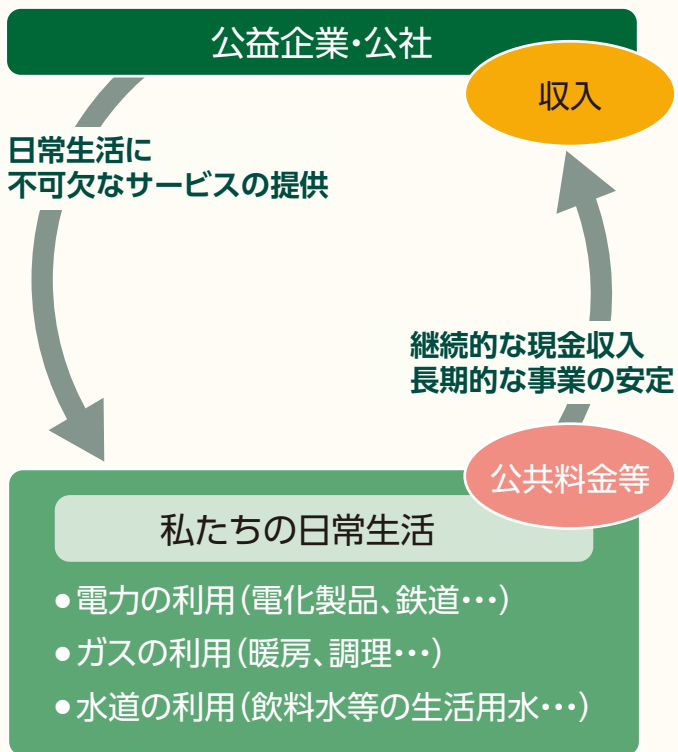 公益企業・公社
収入
日常生活に
不可欠なサービスの提供
継続的な現金収入
長期的な事業の安定
公共料金等
私たちの日常生活
●電力の利用(電化製品、鉄道・・・)
●ガスの利用(暖房、調理・・・)
●水道の利用(飲料水等の生活用水・・・)